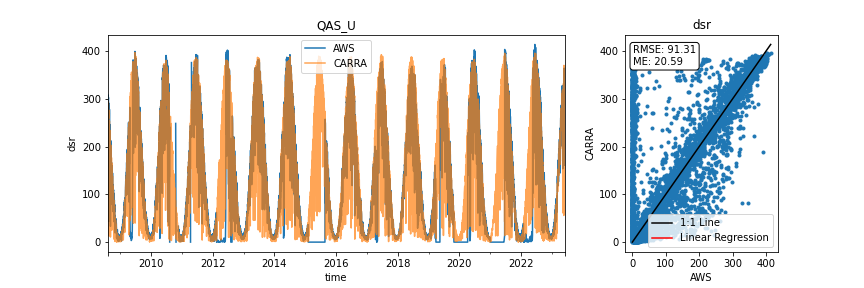 QAS_U
AWS
CARRA
dsr
400
300
200
100
0
2010
2012
2014
2016
2018
2020
2022
time
dsr
RMSE: 91.31
ME: 20.59
CARRA
400
300
200
100
0
1:1 Line
Linear Regression
0
100
200
300
400
AWS